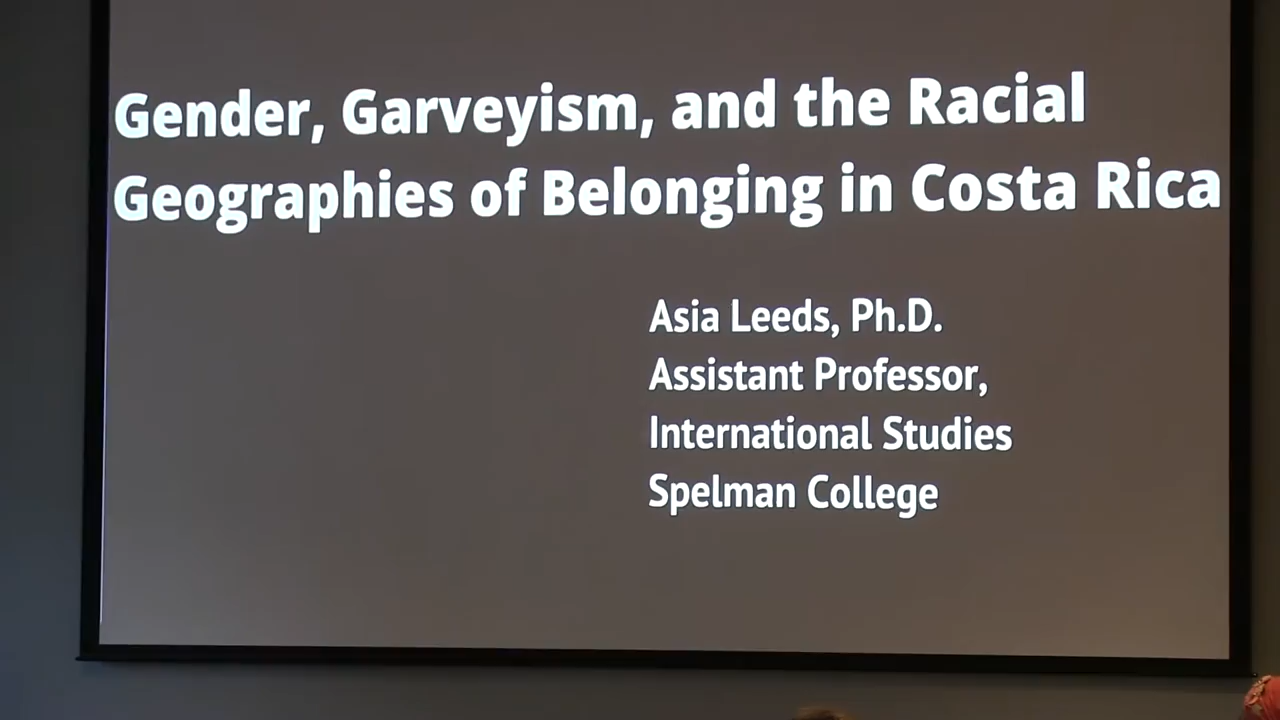 Gender, Garveyism, and the Racial
Geographies of Belonging in Costa Rica
Asia Leeds, Ph.D.
Assistant Professor,
International Studies
Spelman College